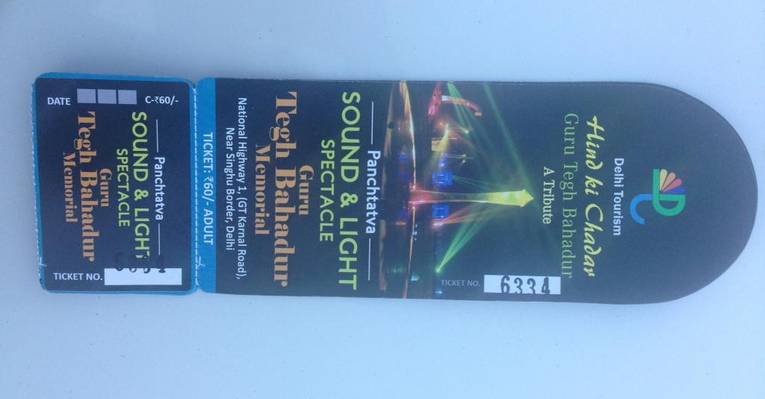 DATE
C-₹60/-
Panchtatva
SOUND & LIGHT
SPECTACLE
Guru
Tegh Bahadur
Memorial
TICKET NO.
6334
Delhi Tourism
Hind ki Chadar
Guru Tegh Bahadur
A Tribute
TICKET NO. 6334
Panchtatva
SOUND & LIGHT
SPECTACLE
Guru
Tegh Bahadur
Memorial
National Highway 1, (GT Karnal Road),
Near Singhu Border, Delhi
TICKET: ₹60/- ADULT